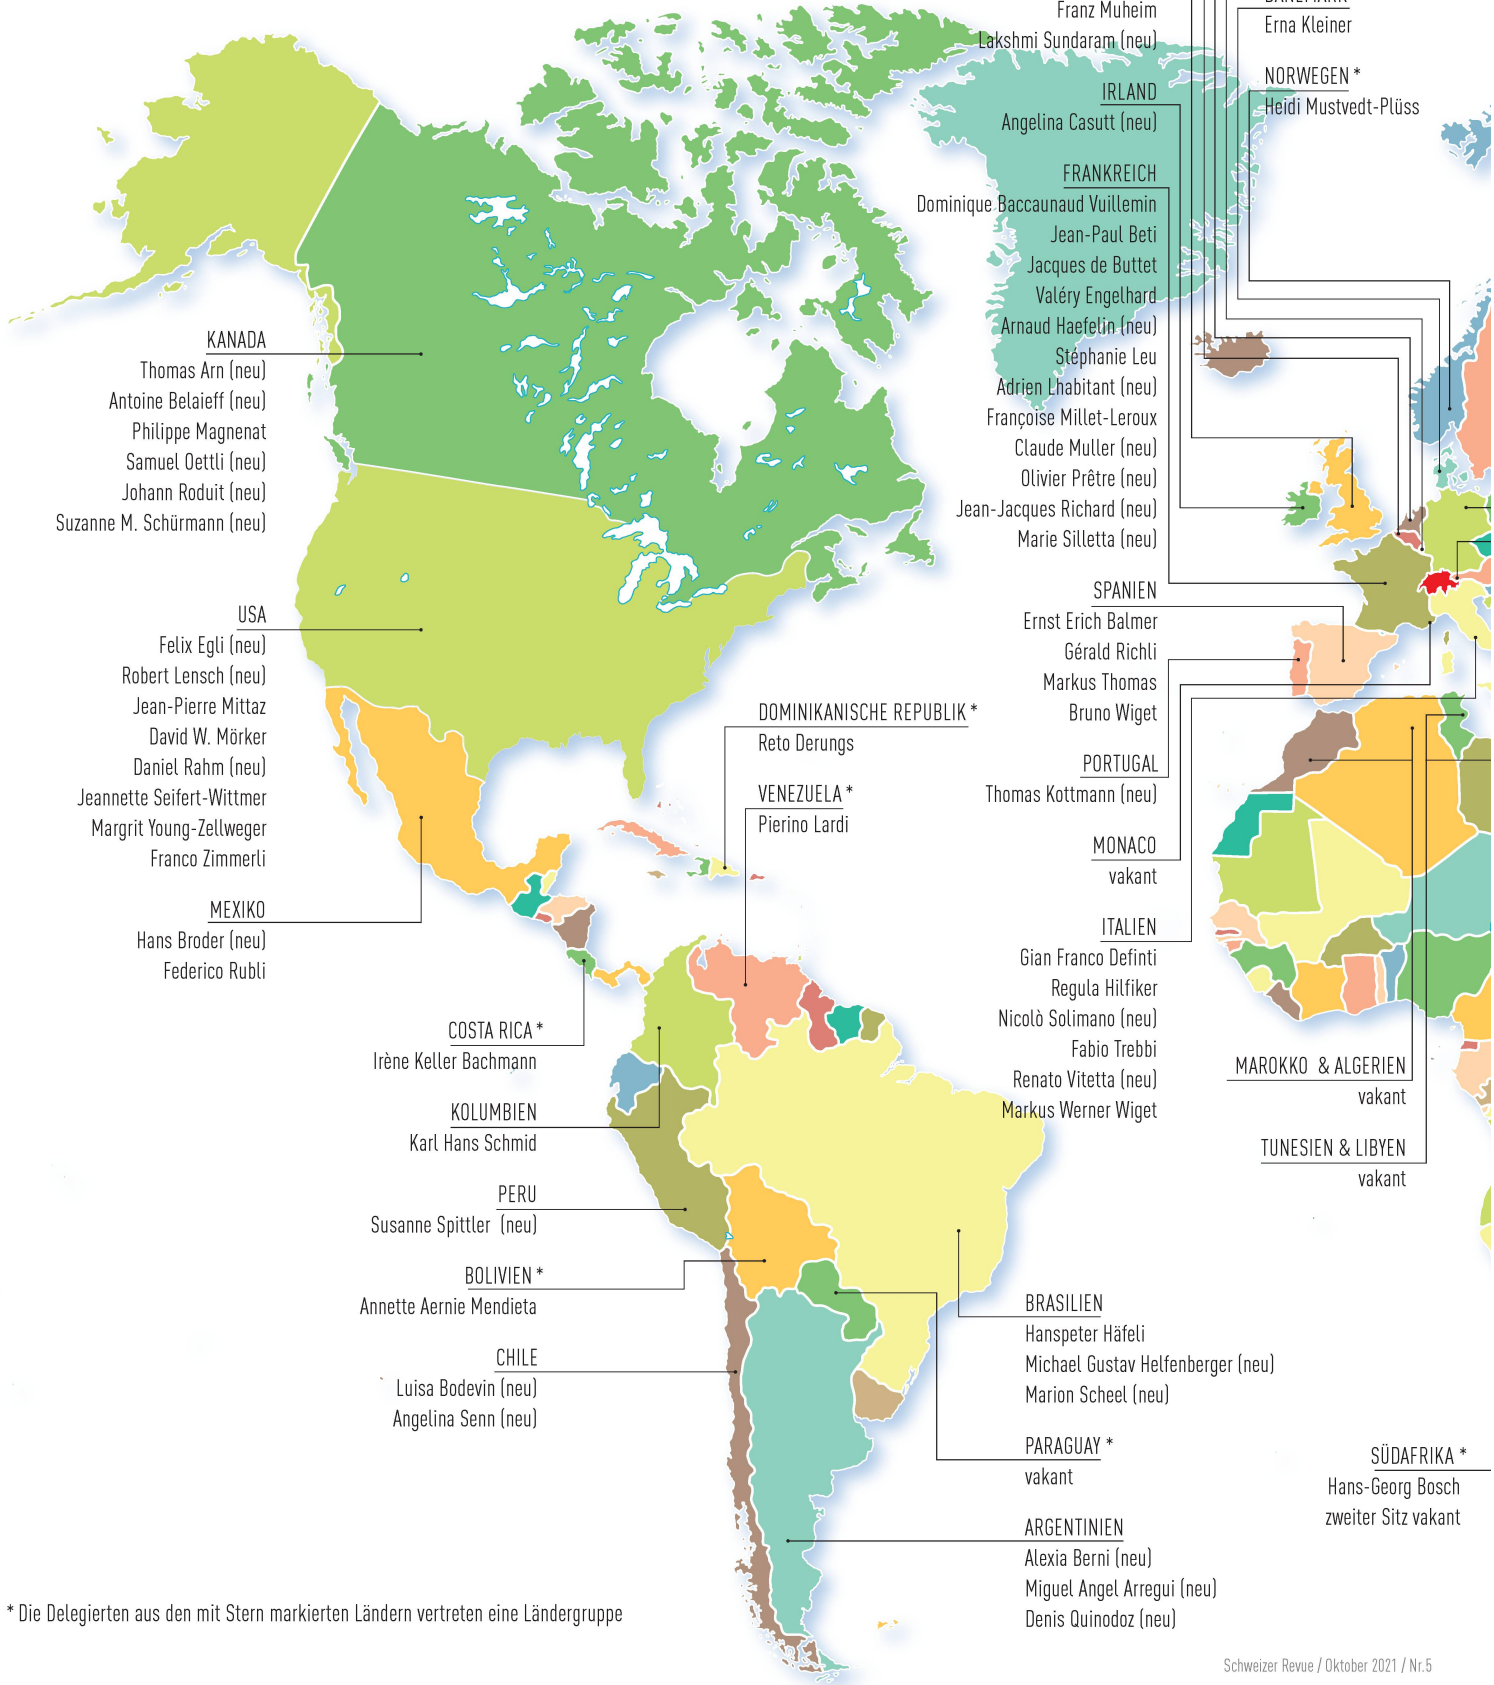 Franz Muheim
Lakshmi Sundaram (neu)
IRLAND
Angelina Casutt (neu)
FRANKREICH
Dominique Baccaunaud Vuillemin
Jean-Paul Beti
Jacques de Buttet
Valéry Engelhard
Arnaud Haefelin (neu)
Stéphanie Leu
Adrien Lhabitant (neu)
Françoise Millet-Leroux
Claude Muller (neu)
Olivier Prêtre (neu)
Jean-Jacques Richard (neu)
Marie Silletta (neu)
SPANIEN
Ernst Erich Balmer
Gérald Richli
Markus Thomas
Bruno Wiget
PORTUGAL
Thomas Kottmann (neu)
MONACO
vakant
ITALIEN
Gian Franco Definti
Regula Hilfiker
Nicolò Solimano (neu)
Fabio Trebbi
Renato Vitetta (neu)
Markus Werner Wiget
DÄNEMARK
Erna Kleiner
NORWEGEN *
Heidi Mustvedt-Plüss
KANADA
Thomas Arn (neu)
Antoine Belaieff (neu)
Philippe Magnenat
Samuel Oettli (neu)
Johann Roduit (neu)
Suzanne M. Schürmann (neu)
USA
Felix Egli (neu)
Robert Lensch (neu)
Jean-Pierre Mittaz
David W. Mörker
Daniel Rahm (neu)
Jeannette Seifert-Wittmer
Margrit Young-Zellweger
Franco Zimmerli
MEXIKO
Hans Broder (neu)
Federico Rubli
DOMINIKANISCHE REPUBLIK *
Reto Derungs
VENEZUELA *
Pierino Lardi
COSTA RICA *
Irène Keller Bachmann
KOLUMBIEN
Karl Hans Schmid
PERU
Susanne Spittler (neu)
BOLIVIEN *
Annette Aernie Mendieta
CHILE
Luisa Bodevin (neu)
Angelina Senn (neu)
MAROKKO & ALGERIEN
vakant
TUNESIEN & LIBYEN
vakant
BRASILIEN
Hanspeter Häfeli
Michael Gustav Helfenberger (neu)
Marion Scheel (neu)
PARAGUAY *
vakant
ARGENTINIEN
Alexia Berni (neu)
Miguel Angel Arregui (neu)
Denis Quinodoz (neu)
SÜDAFRIKA *
Hans-Georg Bosch
zweiter Sitz vakant
* Die Delegierten aus den mit Stern markierten Ländern vertreten eine Ländergruppe
Schweizer Revue / Oktober 2021 / Nr.5